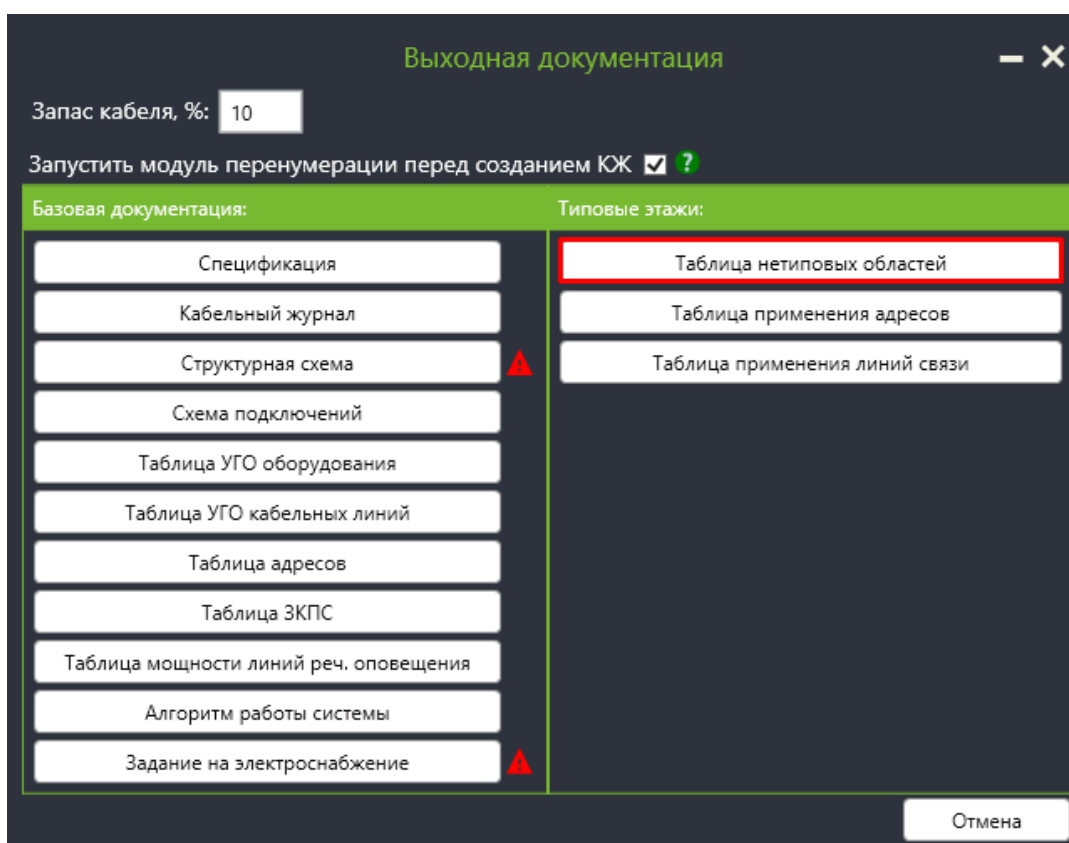 Выходная документация
Запас кабеля, %: 10
Запустить модуль перенумерации перед созданием КЖ ?
Базовая документация:
Спецификация
Кабельный журнал
Структурная схема
Схема подключений
Таблица УГО оборудования
Таблица УГО кабельных линий
Таблица адресов
Таблица ЗКПС
Таблица мощности линий реч. оповещения
Алгоритм работы системы
Задание на электроснабжение
Типовые этажи:
Таблица нетиповых областей
Таблица применения адресов
Таблица применения линий связи
Отмена